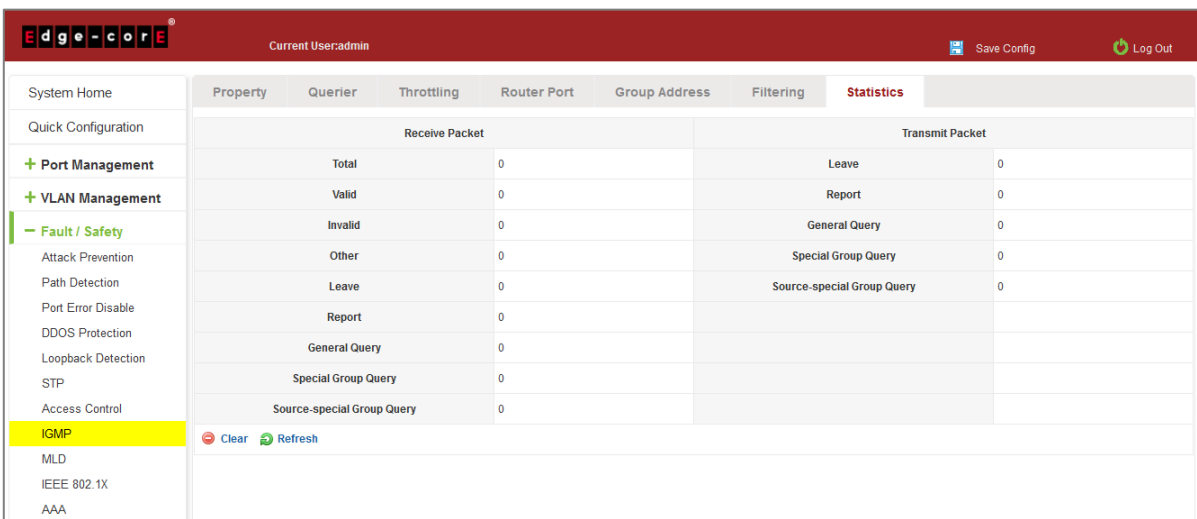 Edge-corE®
Current User:admin
Save Config
Log Out
System Home
Quick Configuration
+ Port Management
+ VLAN Management
− Fault / Safety
Attack Prevention
Path Detection
Port Error Disable
DDOS Protection
Loopback Detection
STP
Access Control
IGMP
MLD
IEEE 802.1X
AAA
Property Querier Throttling Router Port Group Address Filtering Statistics
Receive Packet Transmit Packet
Total 0 Leave 0
Valid 0 Report 0
Invalid 0 General Query 0
Other 0 Special Group Query 0
Leave 0 Source-special Group Query 0
Report 0
General Query 0
Special Group Query 0
Source-special Group Query 0
Clear Refresh